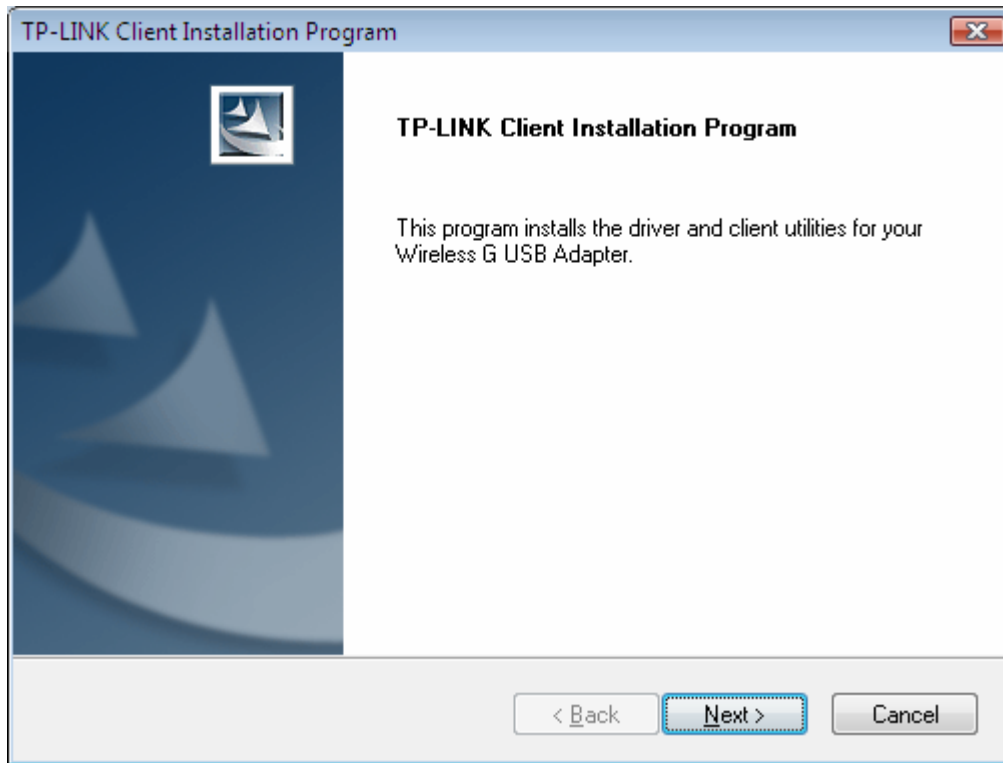 TP-LINK Client Installation Program
TP-LINK Client Installation Program
This program installs the driver and client utilities for your
Wireless G USB Adapter.
< Back
Next >
Cancel